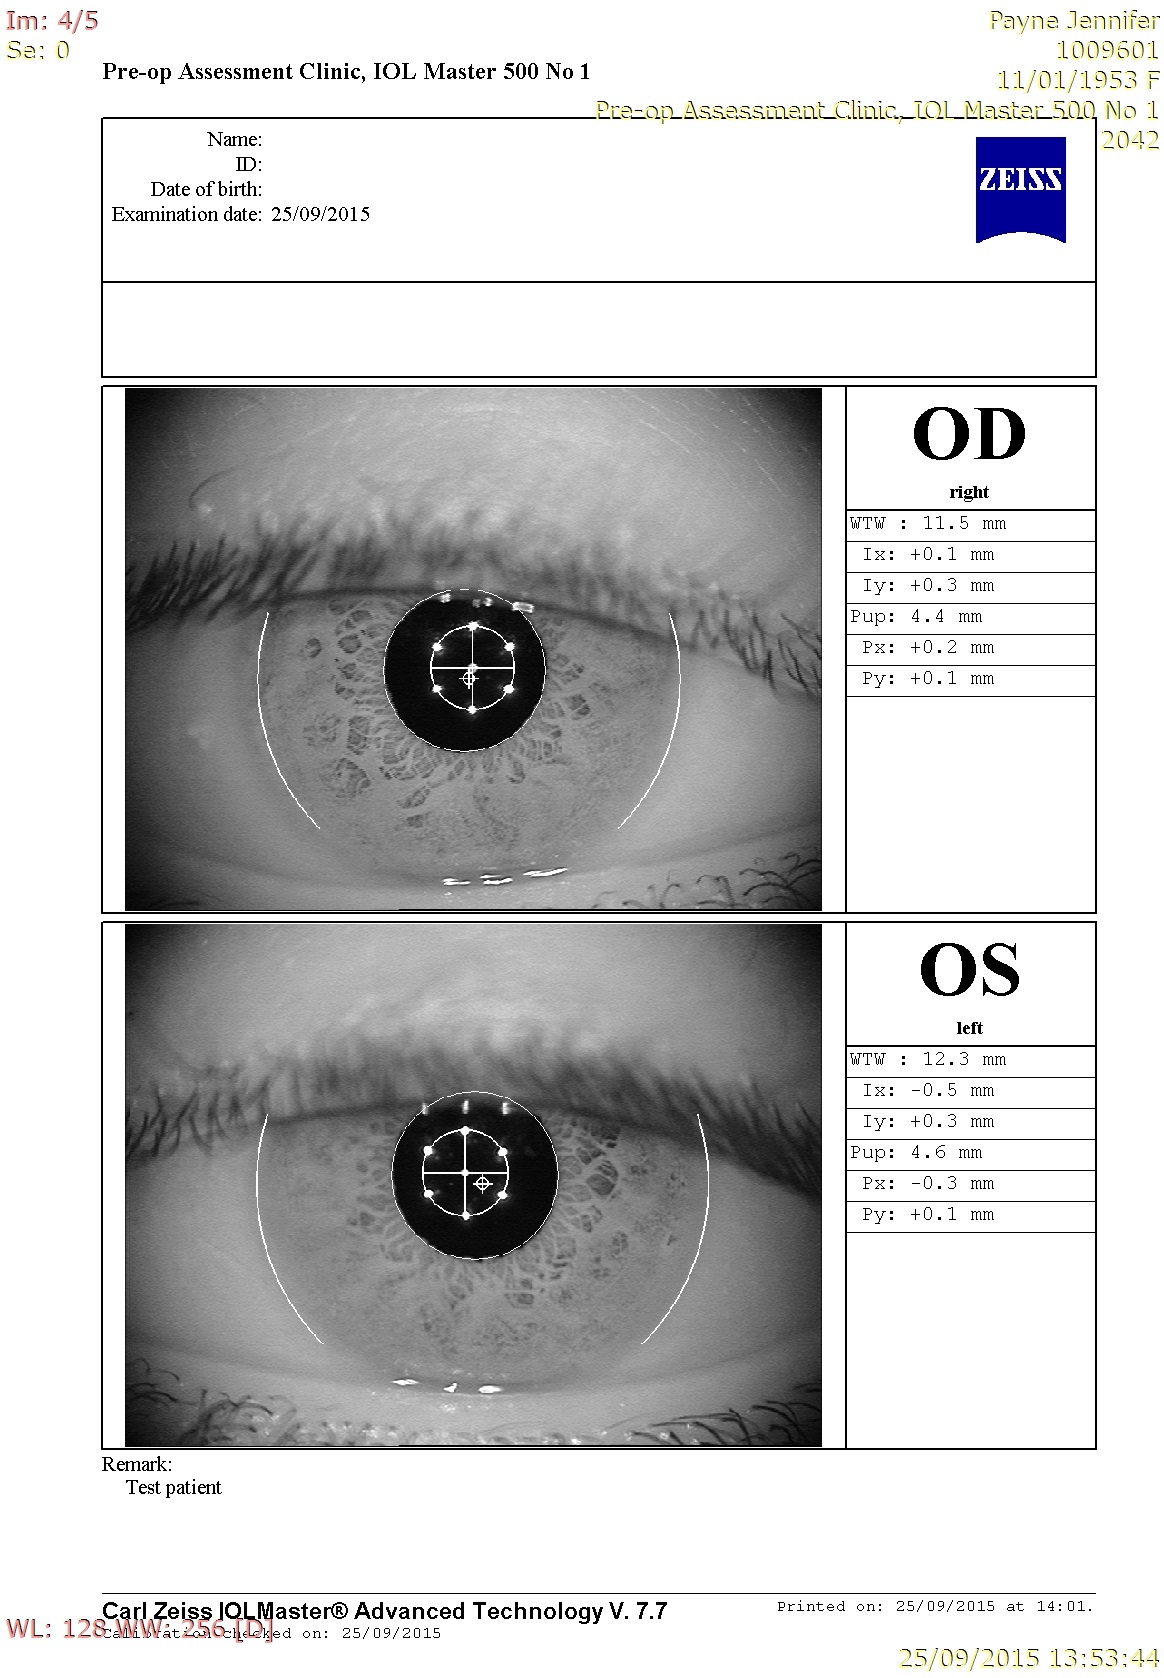 Im: 4/5
Se: 0
Payne Jennifer
1009601
11/01/1953 F
Pre-op Assessment Clinic, IOL Master 500 No 1
2042
Pre-op Assessment Clinic, IOL Master 500 No 1
Name:
ID:
Date of birth:
Examination date: 25/09/2015
ZEISS
OD
right
WTW : 11.5 mm
Ix: +0.1 mm
Iy: +0.3 mm
Pup: 4.4 mm
Px: +0.2 mm
Py: +0.1 mm
OS
left
WTW : 12.3 mm
Ix: -0.5 mm
Iy: +0.3 mm
Pup: 4.6 mm
Px: -0.3 mm
Py: +0.1 mm
Remark:
Test patient
Carl Zeiss IOLMaster® Advanced Technology V. 7.7
Printed on: 25/09/2015 at 14:01.
WL: 128 WW: 256 [D]
Calibration checked on: 25/09/2015
25/09/2015 13:53:44